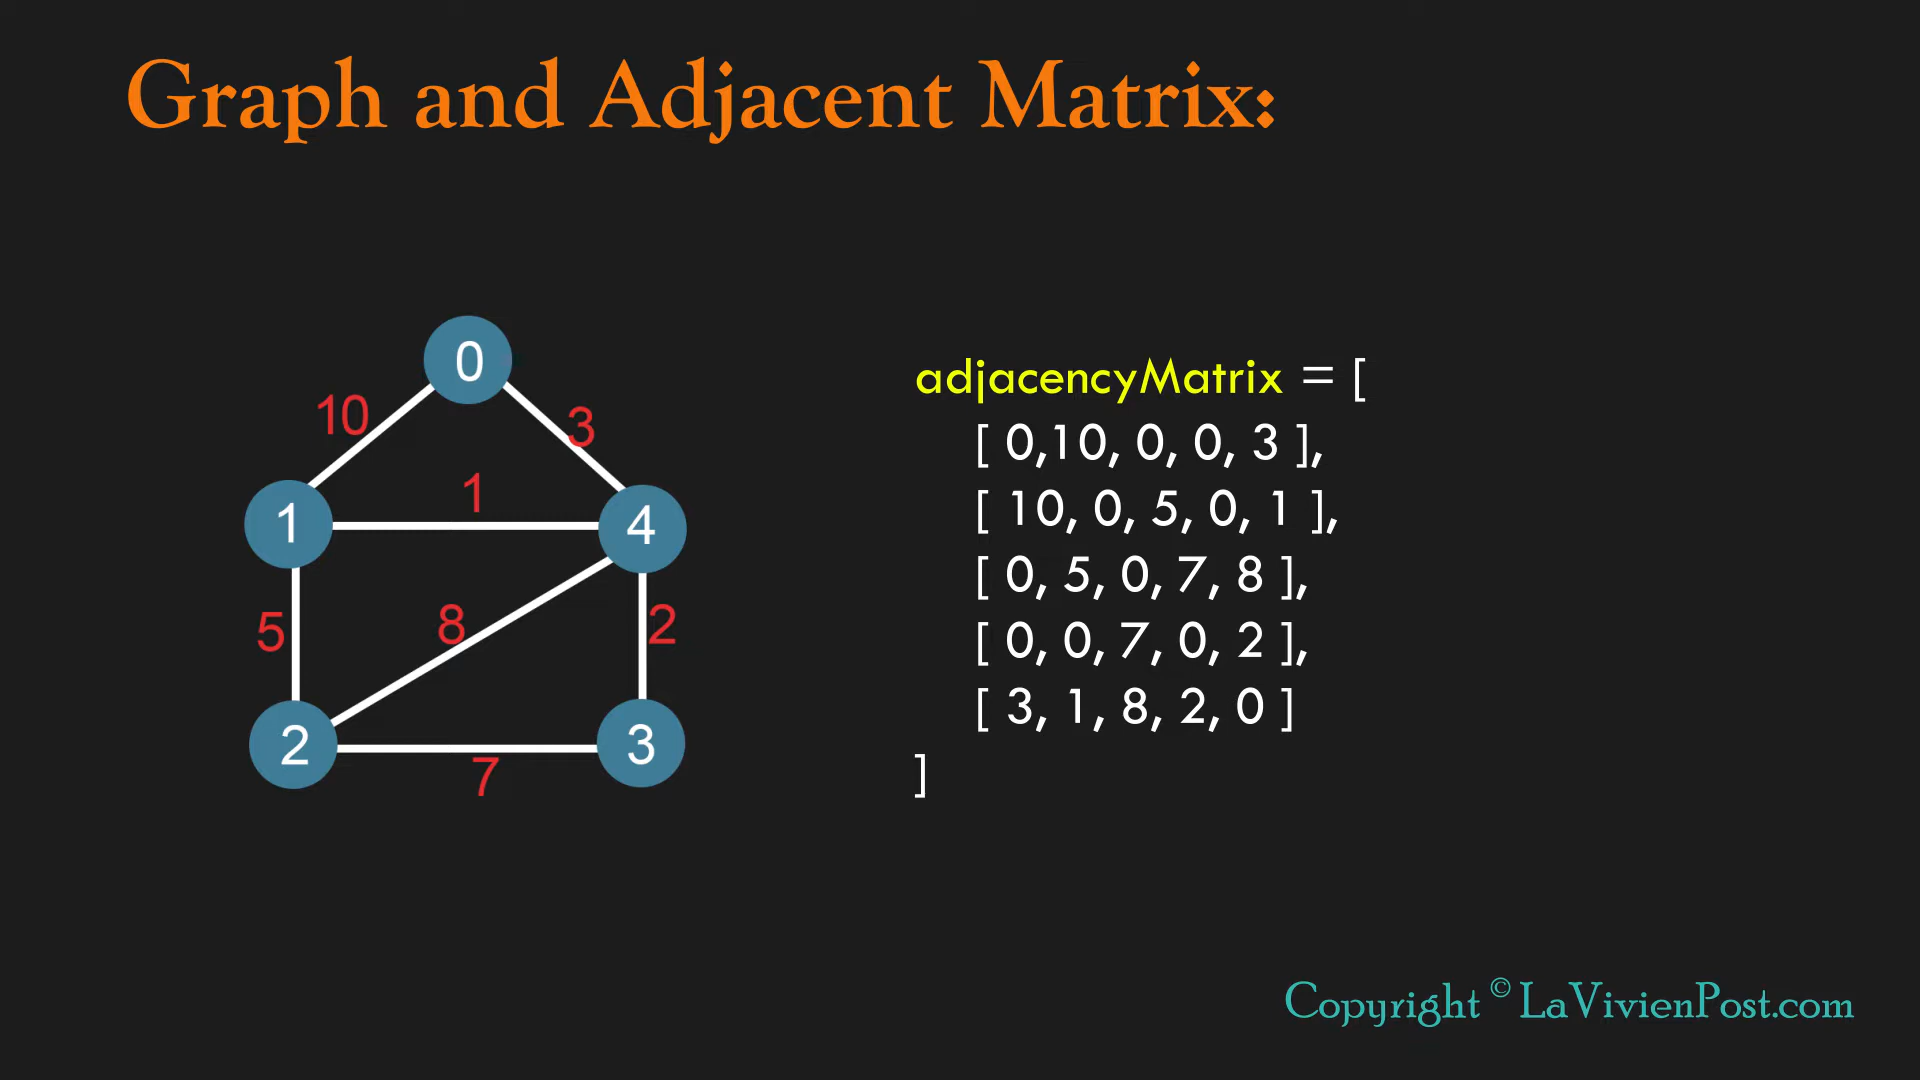 Graph and Adjacent Matrix:
0
10
3
1
1
4
5
8
2
2
3
7
adjacencyMatrix = [
[ 0,10, 0, 0, 3 ],
[ 10, 0, 5, 0, 1 ],
[ 0, 5, 0, 7, 8 ],
[ 0, 0, 7, 0, 2 ],
[ 3, 1, 8, 2, 0 ]
]
Copyright © LaVivienPost.com